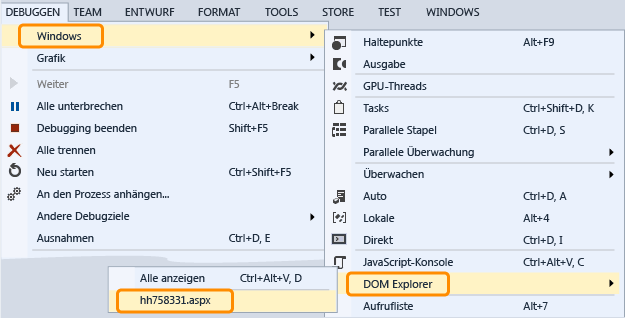 DEBUGGEN TEAM ENTWURF FORMAT TOOLS STORE TEST WINDOWS
Windows
Grafik
Weiter F5
Alle unterbrechen Ctrl+Alt+Break
Debugging beenden Shift+F5
Alle trennen
Neu starten Ctrl+Shift+F5
An den Prozess anhängen...
Andere Debugziele
Ausnahmen Ctrl+D, E
Haltepunkte Alt+F9
Ausgabe
GPU-Threads
Tasks Ctrl+Shift+D, K
Parallele Stapel Ctrl+D, S
Parallele Überwachung
Überwachen
Auto Ctrl+D, A
Lokale Alt+4
Direkt Ctrl+D, I
JavaScript-Konsole Ctrl+Alt+V, C
DOM Explorer
Aufrufliste Alt+7
Alle anzeigen Ctrl+Alt+V, D
hh758331.aspx